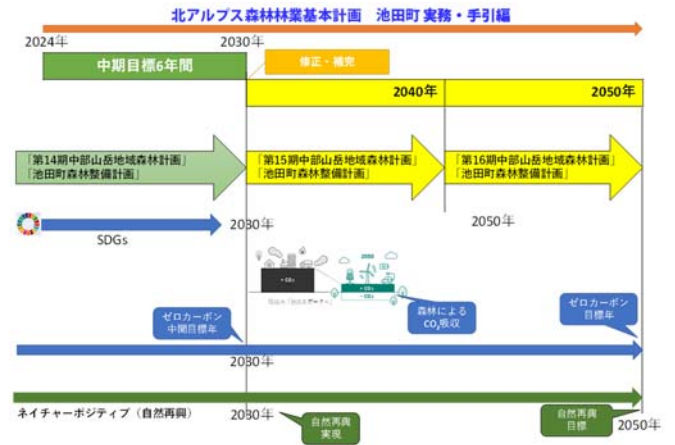 北アルプス森林林業基本計画　池田町 実務・手引編
2024年
2030年
中期目標6年間
修正・補完
2040年
2050年
「第14期中部山岳地域森林計画」
「池田町森林整備計画」
「第15期中部山岳地域森林計画」
「池田町森林整備計画」
「第16期中部山岳地域森林計画」
「池田町森林整備計画」
2030年
2050年
SDGs
ゼロカーボン
中間目標年
森林による
CO₂吸収
ゼロカーボン
目標年
2030年
ネイチャーポジティブ（自然再興）
2030年
自然再興
実現
自然再興
目標
2050年